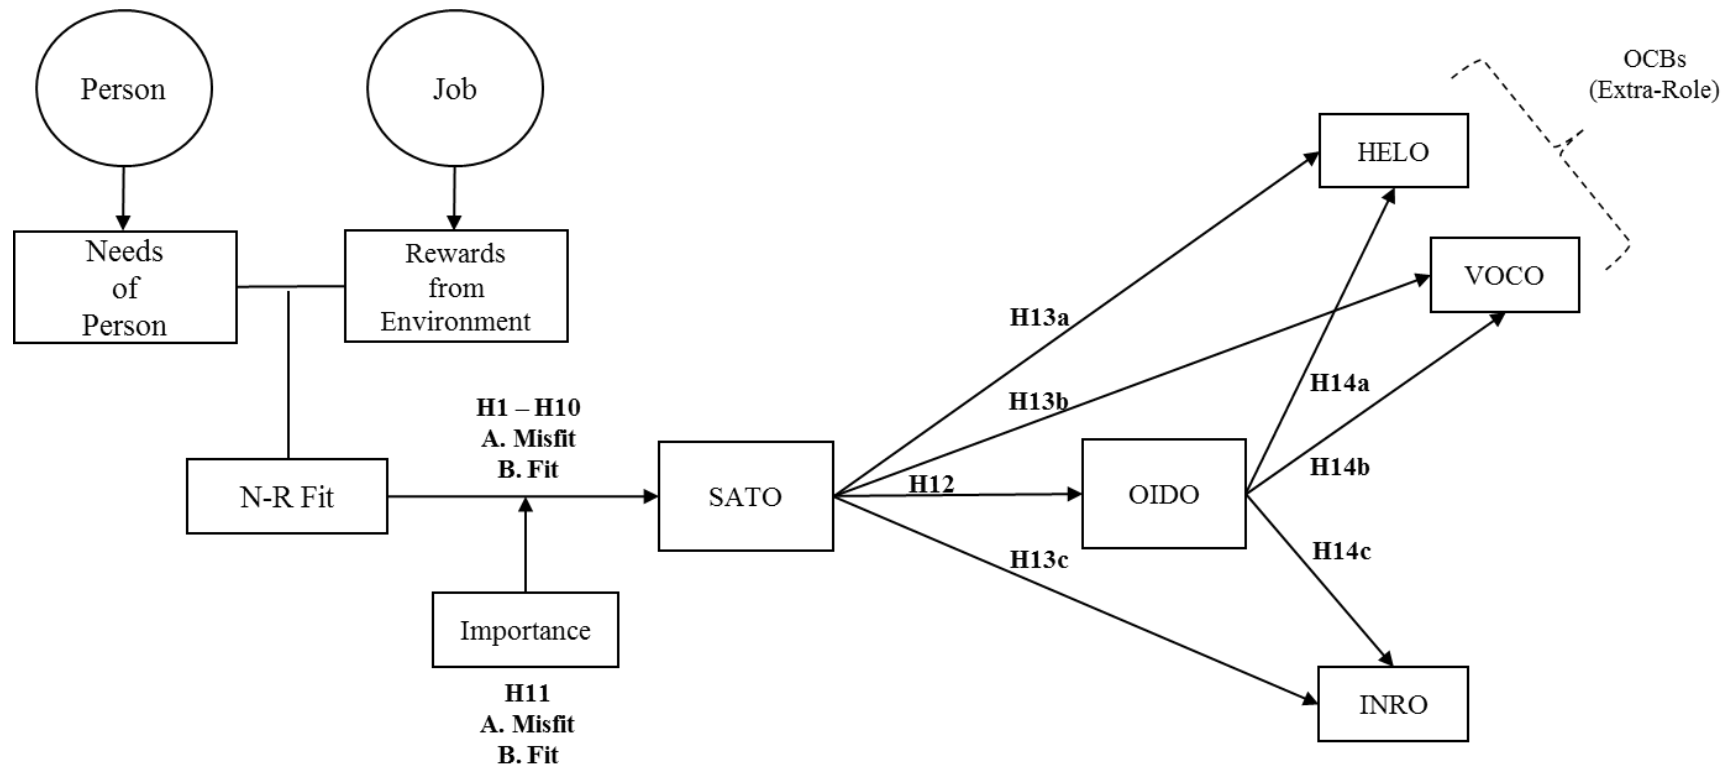 Person
Job
OCBs
(Extra-Role)
HELO
Needs
of
Person
Rewards
from
Environment
VOCO
H13a
H14a
H13b
H1 – H10
A. Misfit
B. Fit
H14b
N-R Fit
SATO
H12
OIDO
H14c
H13c
Importance
H11
A. Misfit
B. Fit
INRO